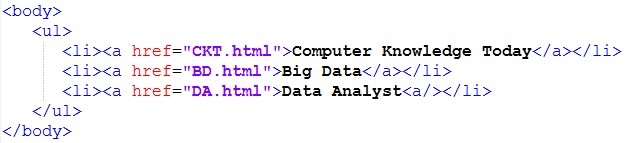 <body>
<ul>
<li><a href="CKT.html">Computer Knowledge Today</a></li>
<li><a href="BD.html">Big Data</a></li>
<li><a href="DA.html">Data Analyst<a/></li>
</ul>
</body>